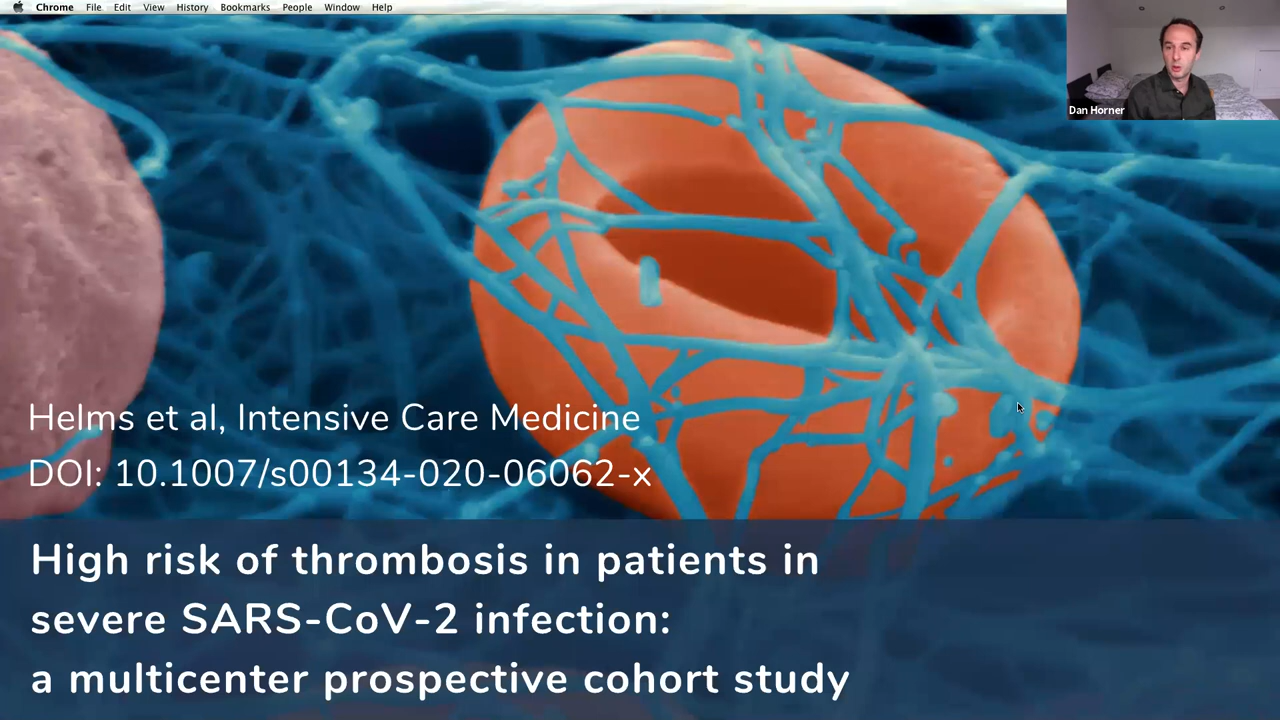 Chrome File Edit View History Bookmarks People Window Help
Dan Horner
Helms et al, Intensive Care Medicine
DOI: 10.1007/s00134-020-06062-x
High risk of thrombosis in patients in
severe SARS-CoV-2 infection:
a multicenter prospective cohort study